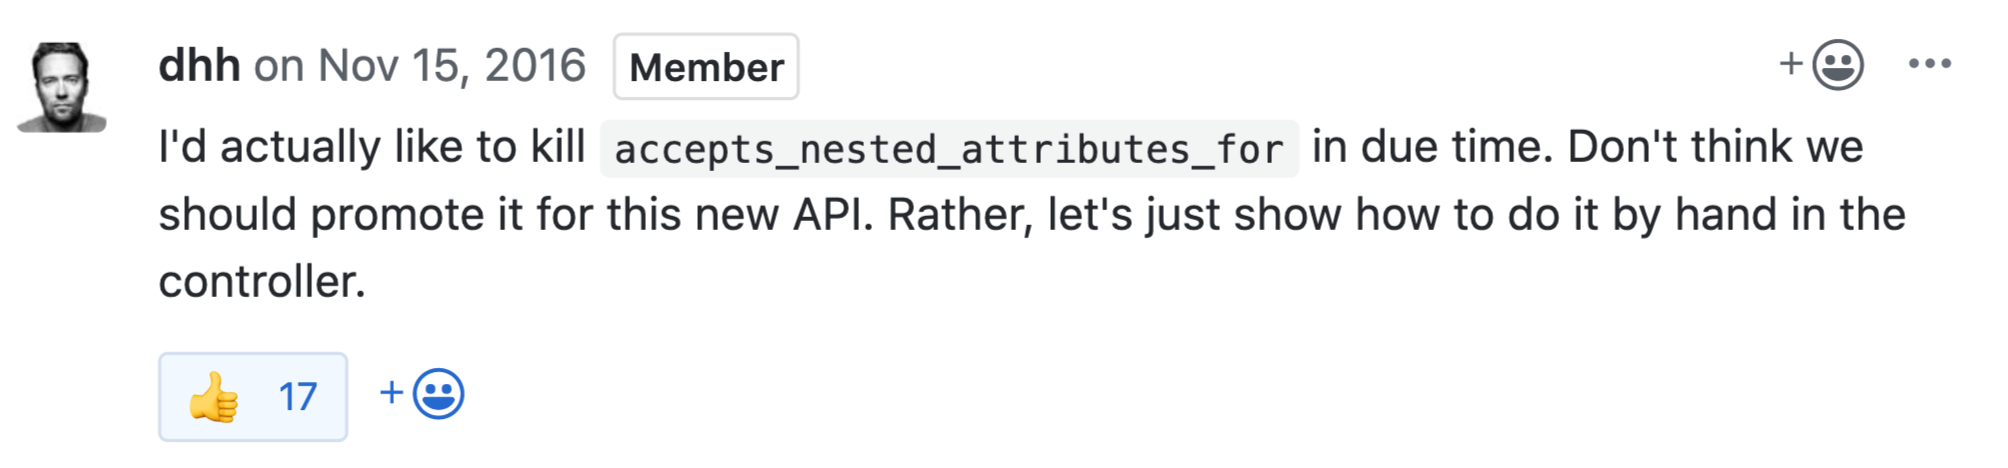 dhh on Nov 15, 2016 Member
I'd actually like to kill accepts_nested_attributes_for in due time. Don't think we
should promote it for this new API. Rather, let's just show how to do it by hand in the
controller.
👍 17